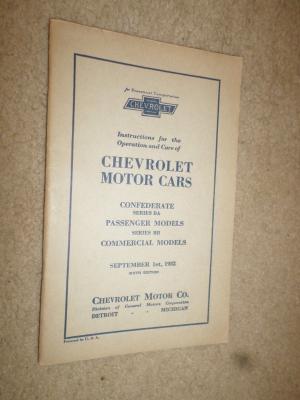 for Economical Transportation
CHEVROLET
Instructions for the
Operation and Care of
CHEVROLET
MOTOR CARS
CONFEDERATE
SERIES BA
PASSENGER MODELS
SERIES BB
COMMERCIAL MODELS
SEPTEMBER 1st, 1932
SIXTH EDITION
CHEVROLET MOTOR CO.
Division of General Motors Corporation
DETROIT - - MICHIGAN
Printed in U. S. A.